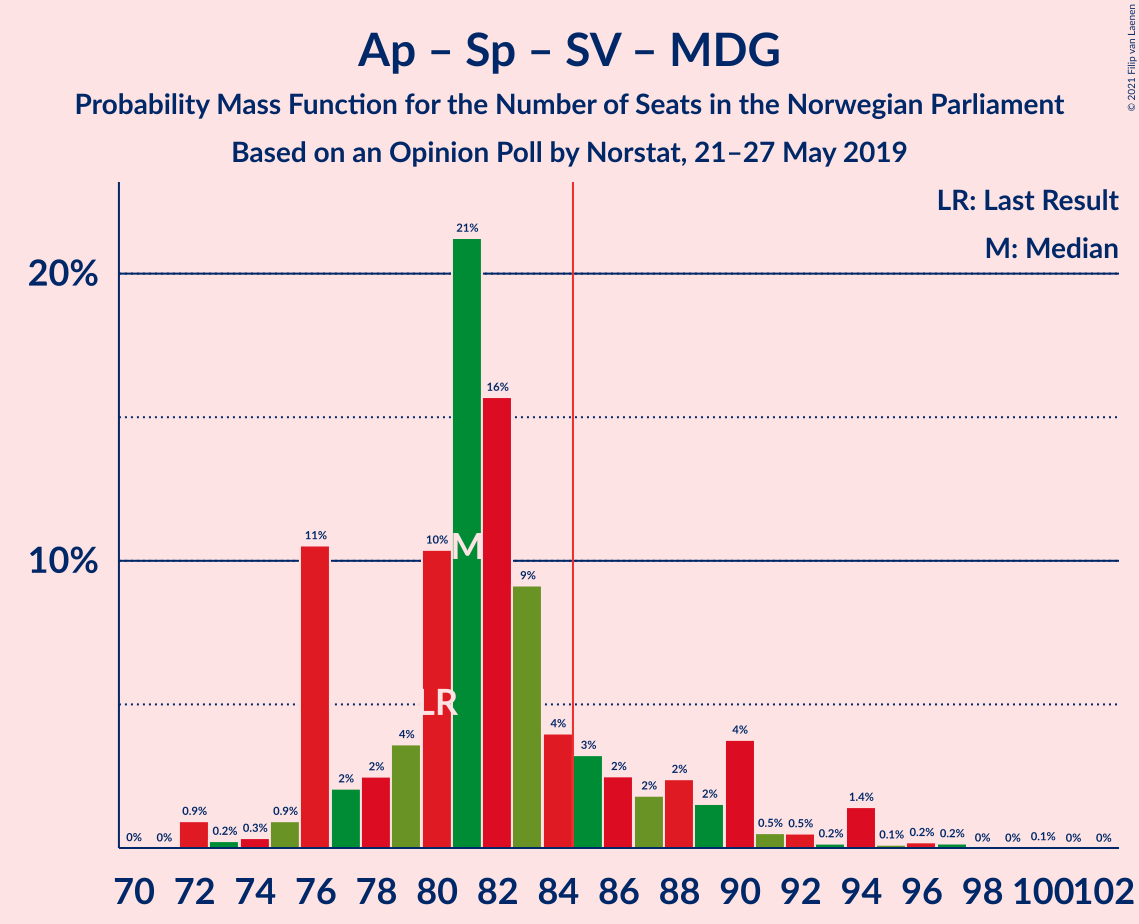 Ap – Sp – SV – MDG
Probability Mass Function for the Number of Seats in the Norwegian Parliament
Based on an Opinion Poll by Norstat, 21–27 May 2019
© 2021 Filip van Laenen
LR: Last Result
M: Median
20%
10%
0% 0% 0.9% 0.2% 0.3% 0.9% 11% 2% 2% 4% 10% 21% 16% 9% 4% 3% 2% 2% 2% 2% 4% 0.5% 0.5% 0.2% 1.4% 0.1% 0.2% 0.2% 0% 0% 0.1% 0% 0%
M
LR
70 72 74 76 78 80 82 84 86 88 90 92 94 96 98 100 102